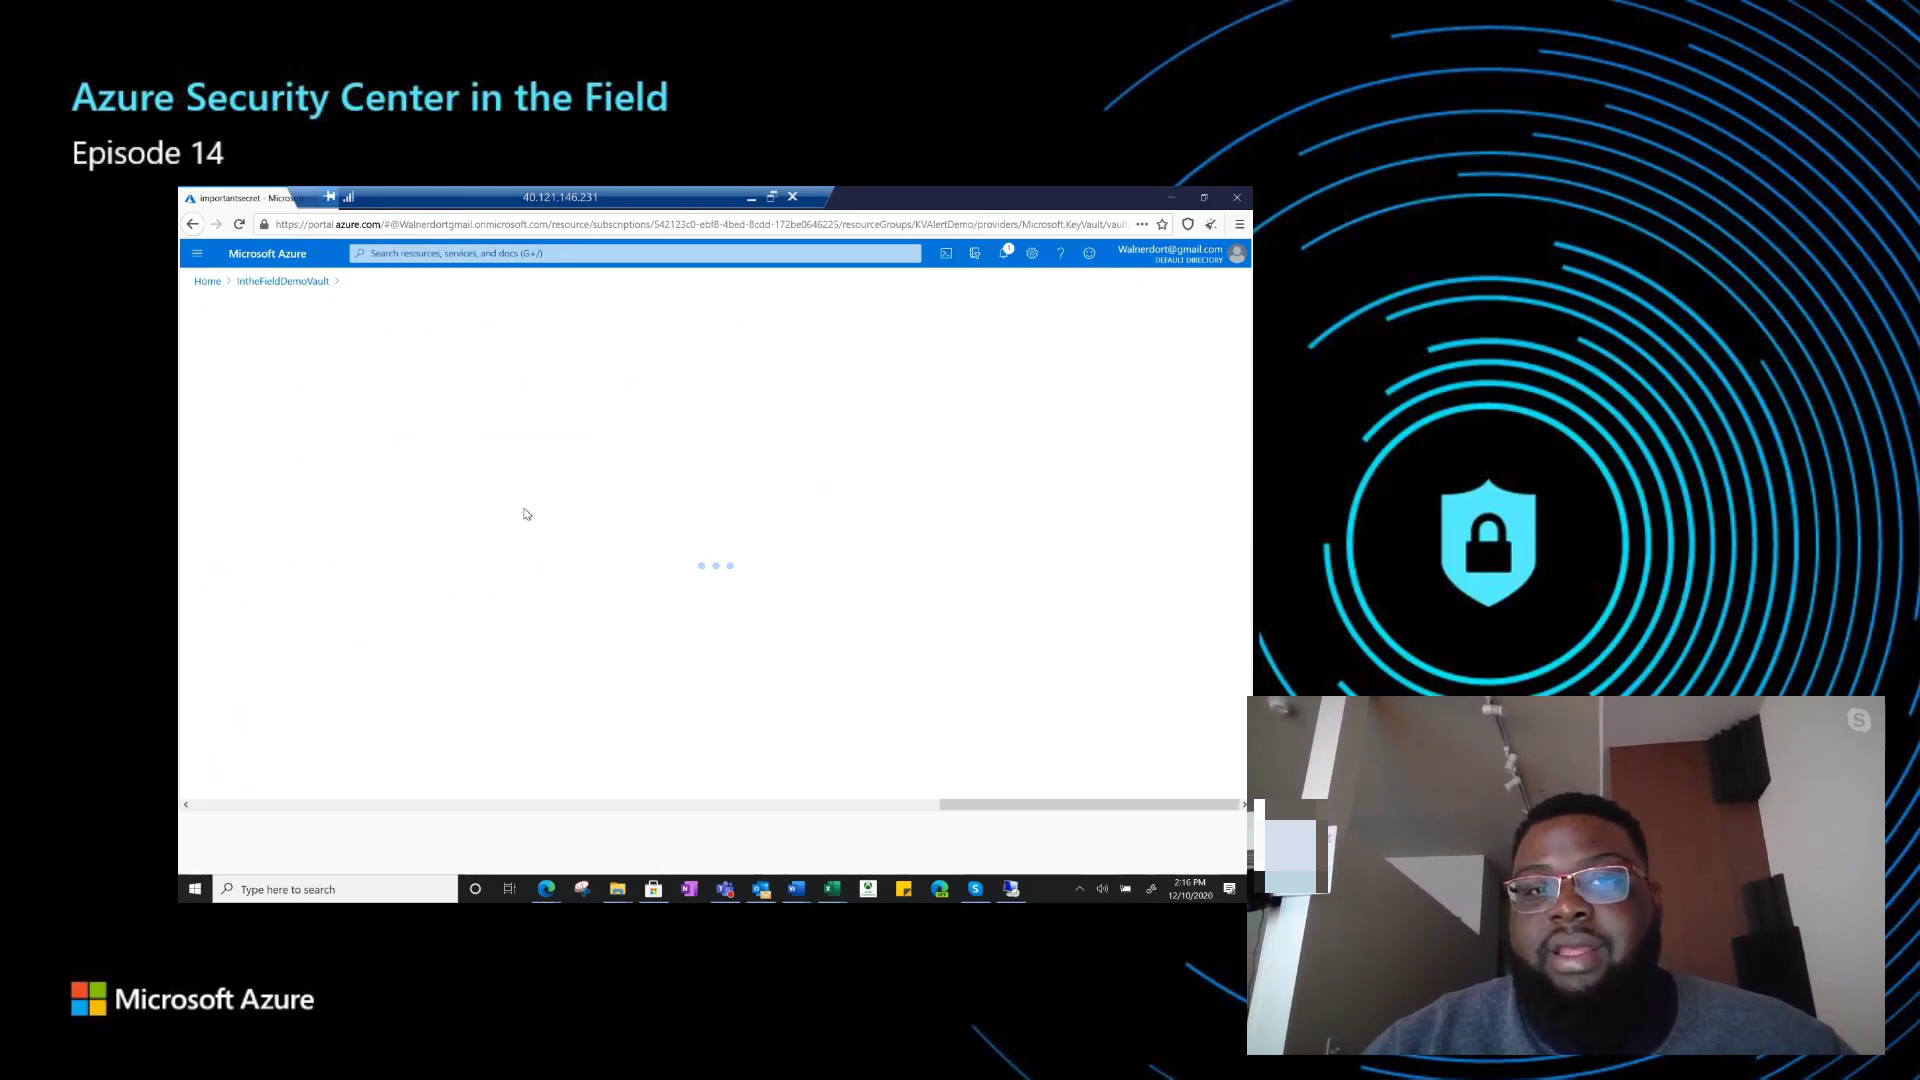 Azure Security Center in the Field
Episode 14
importantsecret - Micros
40.121.146.231
https://portal.azure.com/#@Walnerdortgmail.onmicrosoft.com/resource/subscriptions/542123c0-ebf8-4bed-8cdd-172be0646225/resourceGroups/KVAlertDemo/providers/Microsoft.KeyVault/vaul
Microsoft Azure
Search resources, services, and docs (G+/)
1
?
Walnerdort@gmail.com
DEFAULT DIRECTORY
Home > IntheFieldDemoVault >
S
Type here to search
2:16 PM
12/10/2020
Microsoft Azure